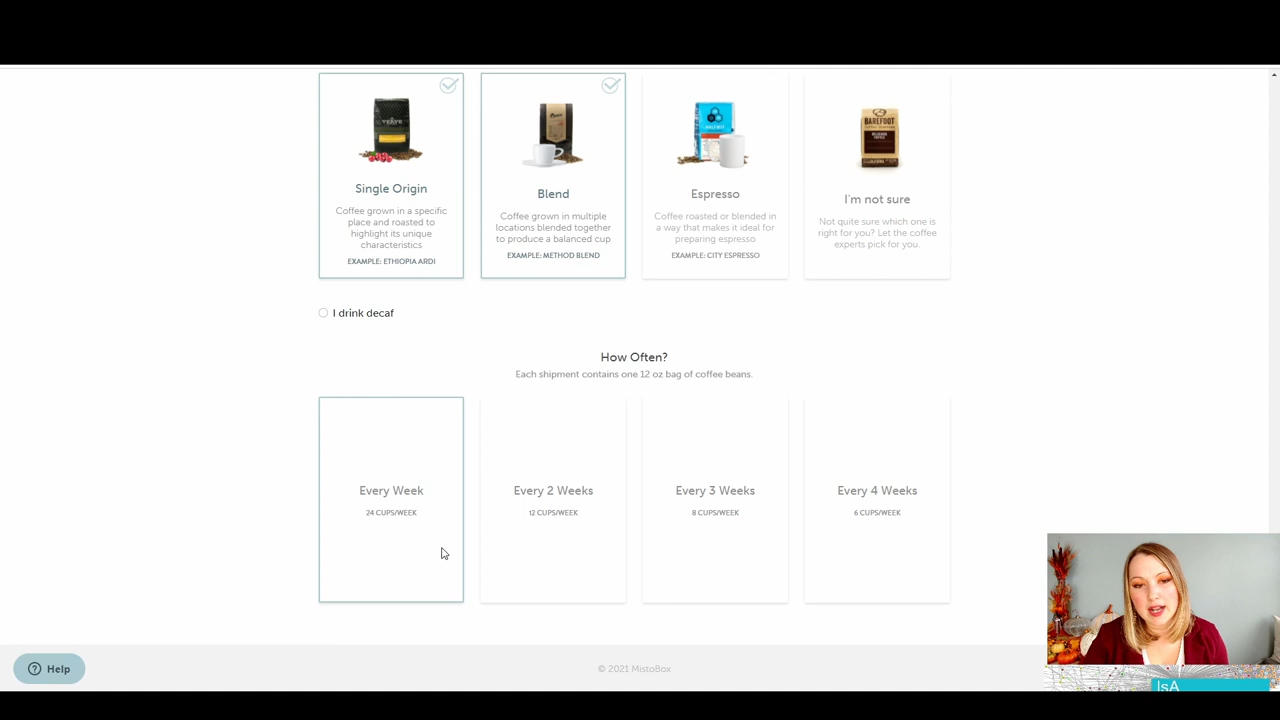 VERVE
BAREFOOT
Single Origin
Coffee grown in a specific
place and roasted to
highlight its unique
characteristics
EXAMPLE: ETHIOPIA ARDI
Blend
Coffee grown in multiple
locations blended together
to produce a balanced cup
EXAMPLE: METHOD BLEND
Espresso
Coffee roasted or blended in
a way that makes it ideal for
preparing espresso
EXAMPLE: CITY ESPRESSO
I'm not sure
Not quite sure which one is
right for you? Let the coffee
experts pick for you.
I drink decaf
How Often?
Each shipment contains one 12 oz bag of coffee beans.
Every Week
24 CUPS/WEEK
Every 2 Weeks
12 CUPS/WEEK
Every 3 Weeks
8 CUPS/WEEK
Every 4 Weeks
6 CUPS/WEEK
Help
© 2021 MistoBox
IsA